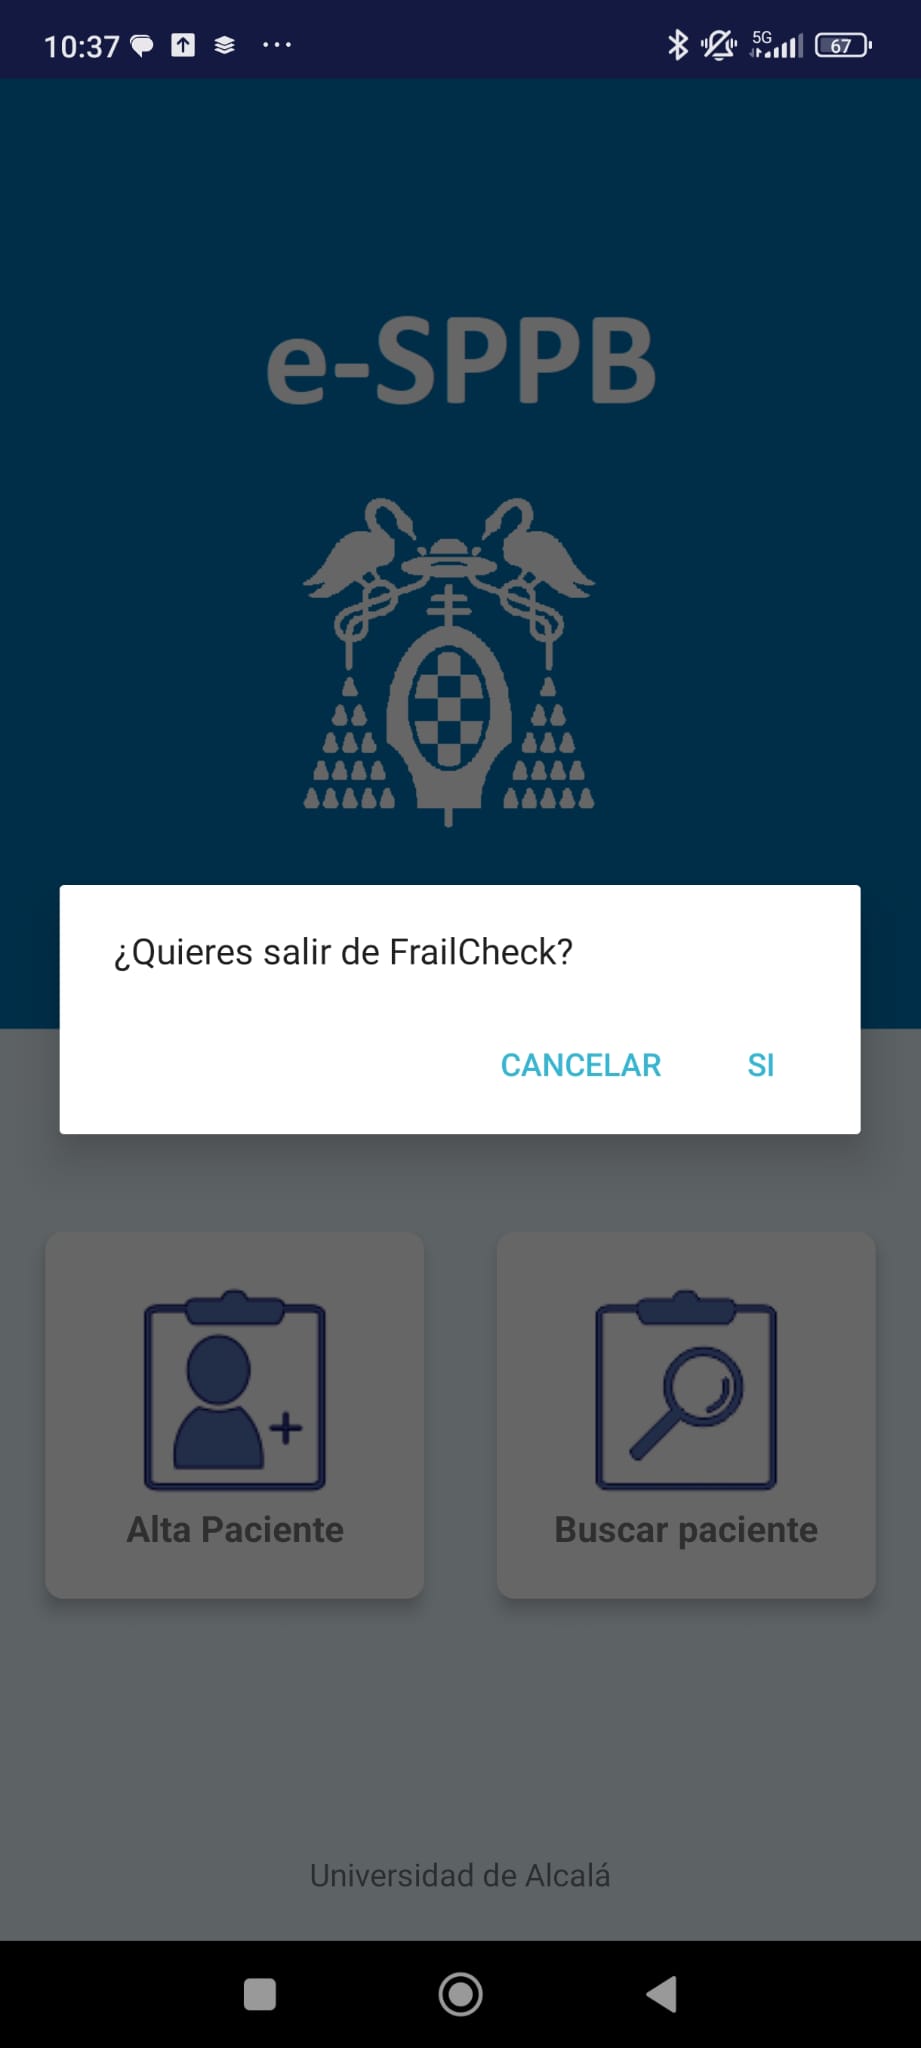 10:37 5G 67
e-SPPB
¿Quieres salir de FrailCheck?
CANCELAR SI
Alta Paciente Buscar paciente
Universidad de Alcalá